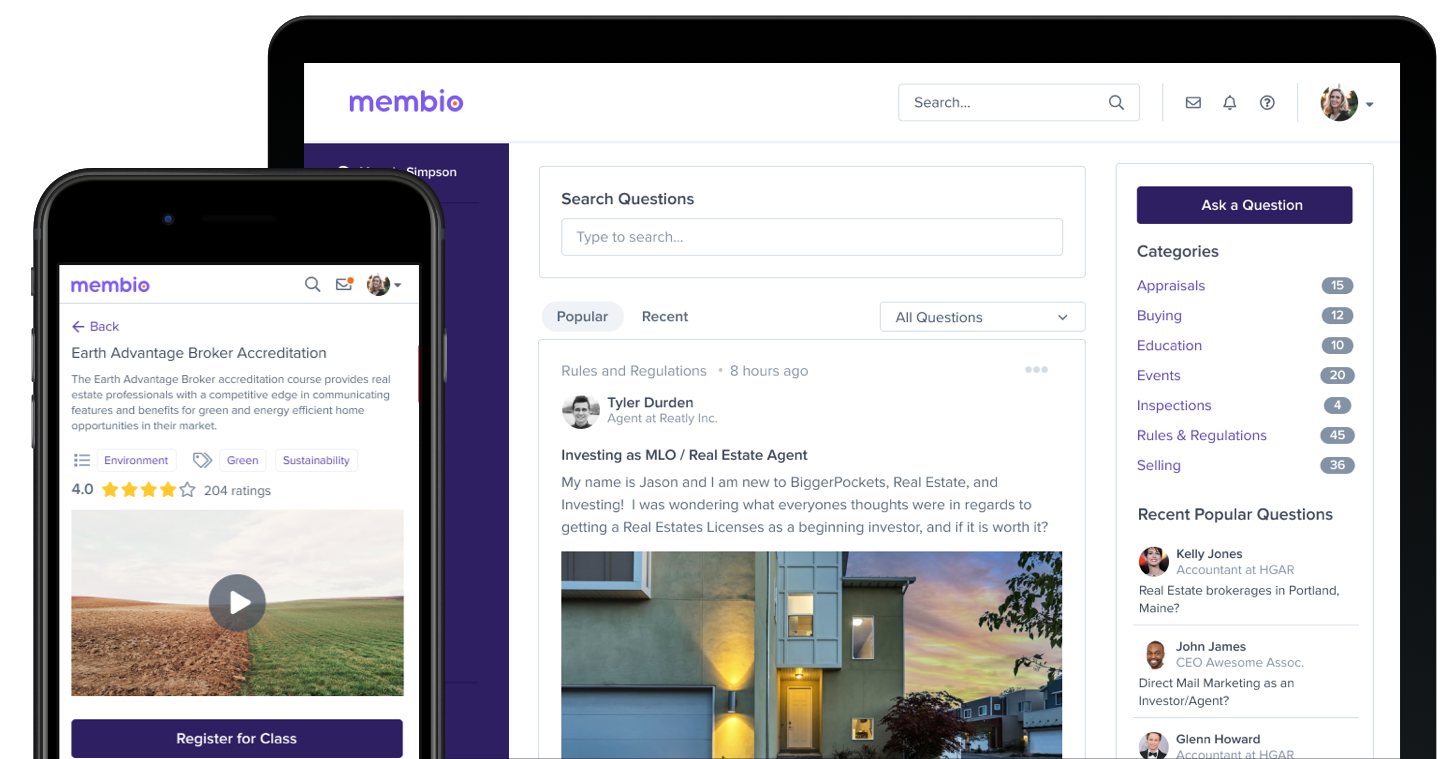 membio
Search...
Simpson
Search Questions
Type to search...
Popular
Recent
All Questions
Rules and Regulations • 8 hours ago
Tyler Durden
Agent at Reatly Inc.
Investing as MLO / Real Estate Agent
My name is Jason and I am new to BiggerPockets, Real Estate, and
Investing!  I was wondering what everyones thoughts were in regards to
getting a Real Estates Licenses as a beginning investor, and if it is worth it?
Ask a Question
Categories
Appraisals 15
Buying 12
Education 10
Events 20
Inspections 4
Rules & Regulations 45
Selling 36
Recent Popular Questions
Kelly Jones
Accountant at HGAR
Real Estate brokerages in Portland,
Maine?
John James
CEO Awesome Assoc.
Direct Mail Marketing as an
Investor/Agent?
Glenn Howard
Accountant at HGAR
membio
Back
Earth Advantage Broker Accreditation
The Earth Advantage Broker accreditation course provides real
estate professionals with a competitive edge in communicating
features and benefits for green and energy efficient home
opportunities in their market.
Environment
Green
Sustainability
4.0
204 ratings
Register for Class